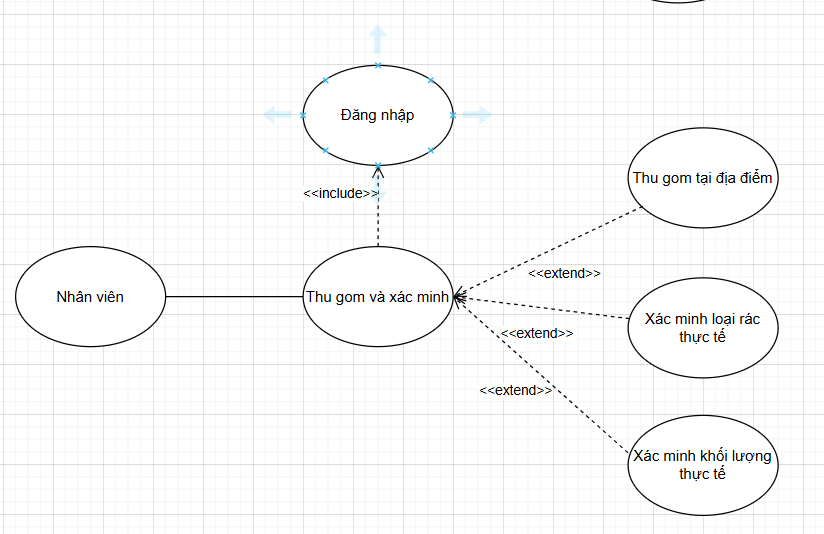 Đăng nhập
<<include>>
Thu gom tại địa điểm
<<extend>>
Nhân viên
Thu gom và xác minh
Xác minh loại rác
thực tế
<<extend>>
<<extend>>
Xác minh khối lượng
thực tế